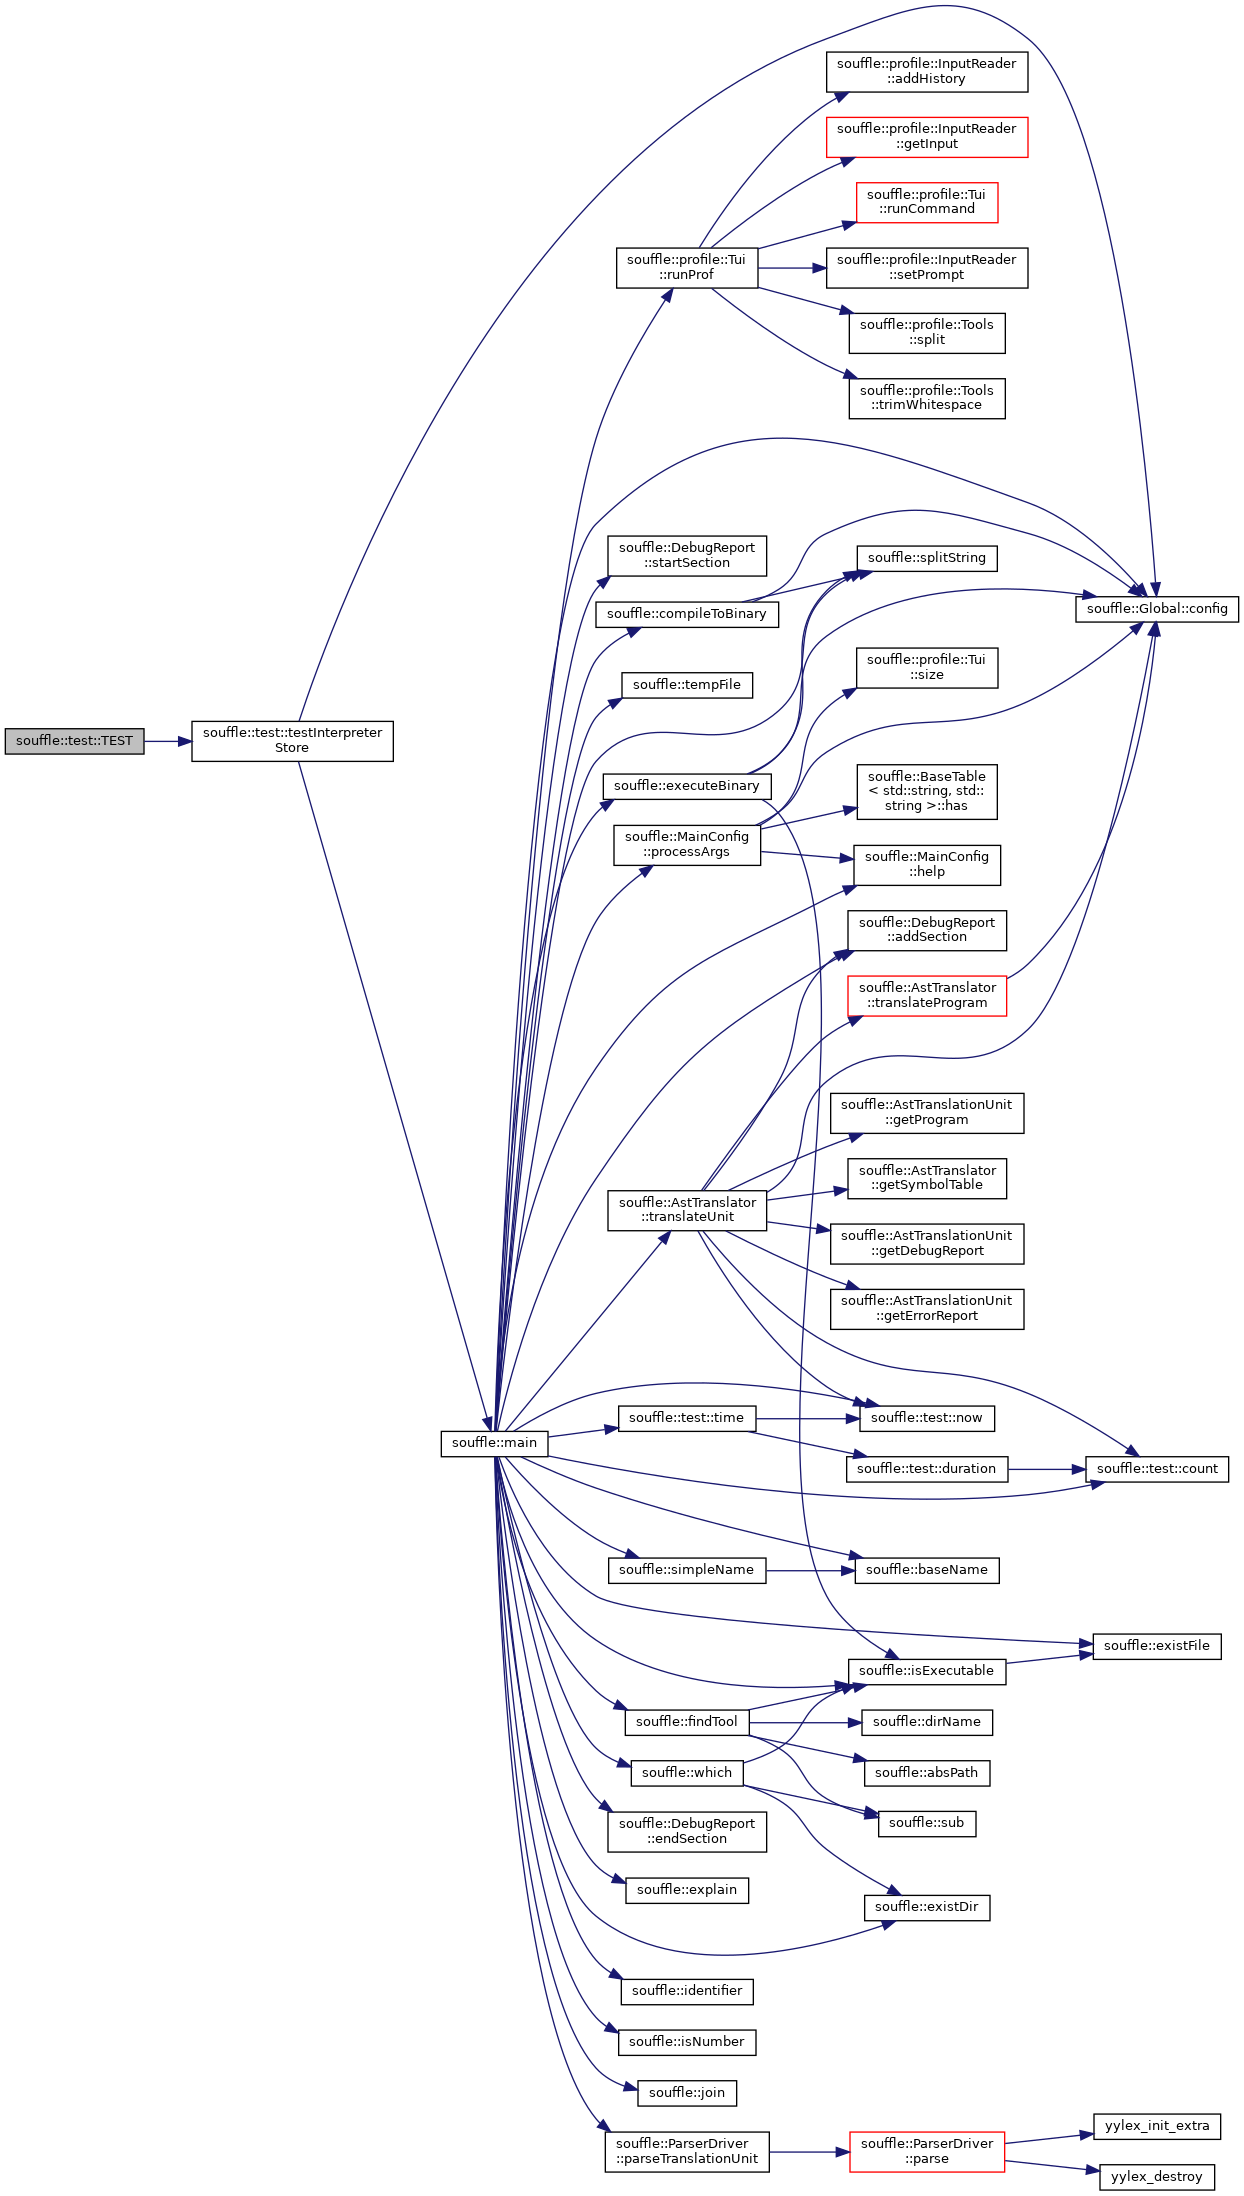 souffle::profile::InputReader
::addHistory
souffle::profile::InputReader
::getInput
souffle::profile::Tui
::runCommand
souffle::profile::Tui
::runProf
souffle::profile::InputReader
::setPrompt
souffle::profile::Tools
::split
souffle::profile::Tools
::trimWhitespace
souffle::DebugReport
::startSection
souffle::splitString
souffle::compileToBinary
souffle::Global::config
souffle::profile::Tui
::size
souffle::tempFile
souffle::test::TEST
souffle::test::testInterpreter
Store
souffle::executeBinary
souffle::BaseTable
< std::string, std::
string >::has
souffle::MainConfig
::processArgs
souffle::MainConfig
::help
souffle::DebugReport
::addSection
souffle::AstTranslator
::translateProgram
souffle::AstTranslationUnit
::getProgram
souffle::AstTranslator
::getSymbolTable
souffle::AstTranslator
::translateUnit
souffle::AstTranslationUnit
::getDebugReport
souffle::AstTranslationUnit
::getErrorReport
souffle::test::time
souffle::test::now
souffle::main
souffle::test::duration
souffle::test::count
souffle::simpleName
souffle::baseName
souffle::existFile
souffle::isExecutable
souffle::findTool
souffle::dirName
souffle::which
souffle::absPath
souffle::sub
souffle::DebugReport
::endSection
souffle::explain
souffle::existDir
souffle::identifier
souffle::isNumber
souffle::join
yylex_init_extra
souffle::ParserDriver
::parseTranslationUnit
souffle::ParserDriver
::parse
yylex_destroy